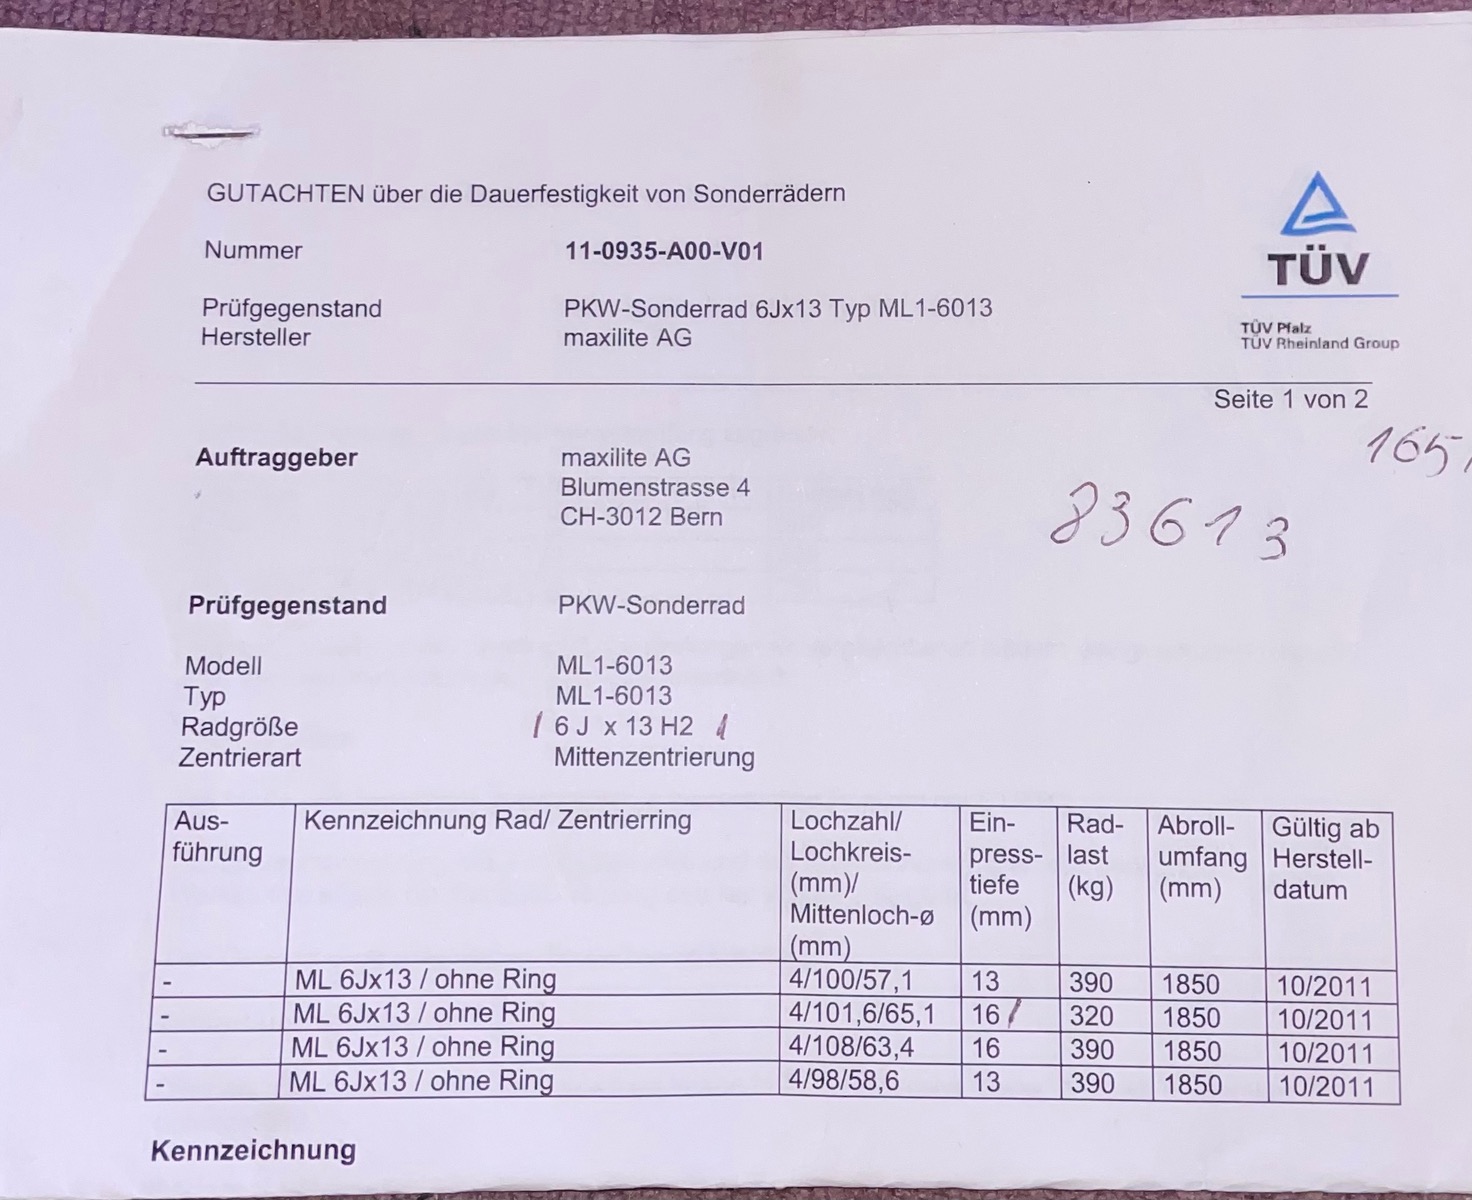 GUTACHTEN über die Dauerfestigkeit von Sonderrädern
Nummer 11-0935-A00-V01
Prüfgegenstand PKW-Sonderrad 6Jx13 Typ ML1-6013
Hersteller maxilite AG
TÜV
TÜV Pfalz
TÜV Rheinland Group
Seite 1 von 2
165
Auftraggeber maxilite AG
Blumenstrasse 4
CH-3012 Bern
83613
Prüfgegenstand PKW-Sonderrad
Modell ML1-6013
Typ ML1-6013
Radgröße 6 J x 13 H2
Zentrierart Mittenzentrierung
Aus- Kennzeichnung Rad/ Zentrierring Lochzahl/ Ein- Rad- Abroll- Gültig ab
führung Lochkreis- press- last umfang Herstell-
(mm)/ tiefe (kg) (mm) datum
Mittenloch-ø (mm)
(mm)
- ML 6Jx13 / ohne Ring 4/100/57,1 13 390 1850 10/2011
- ML 6Jx13 / ohne Ring 4/101,6/65,1 16 320 1850 10/2011
- ML 6Jx13 / ohne Ring 4/108/63,4 16 390 1850 10/2011
- ML 6Jx13 / ohne Ring 4/98/58,6 13 390 1850 10/2011
Kennzeichnung